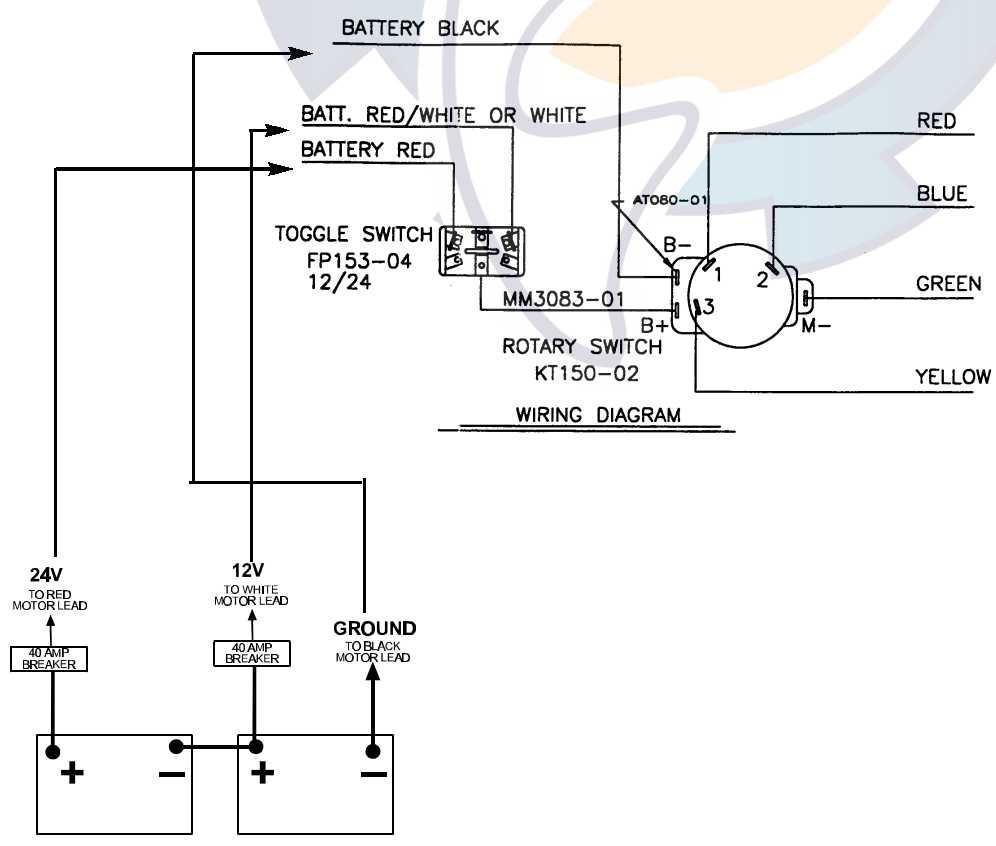 BATTERY BLACK
BATT. RED/WHITE OR WHITE
BATTERY RED
RED
AT080-01
BLUE
TOGGLE SWITCH
FP153-04
12/24
B-
1
2
3
GREEN
MM3083-01
B+
M-
ROTARY SWITCH
KT150-02
YELLOW
WIRING DIAGRAM
24V
TO RED
MOTOR LEAD
40 AMP
BREAKER
12V
TO WHITE
MOTOR LEAD
40 AMP
BREAKER
GROUND
TO BLACK
MOTOR LEAD
+
−
+
−